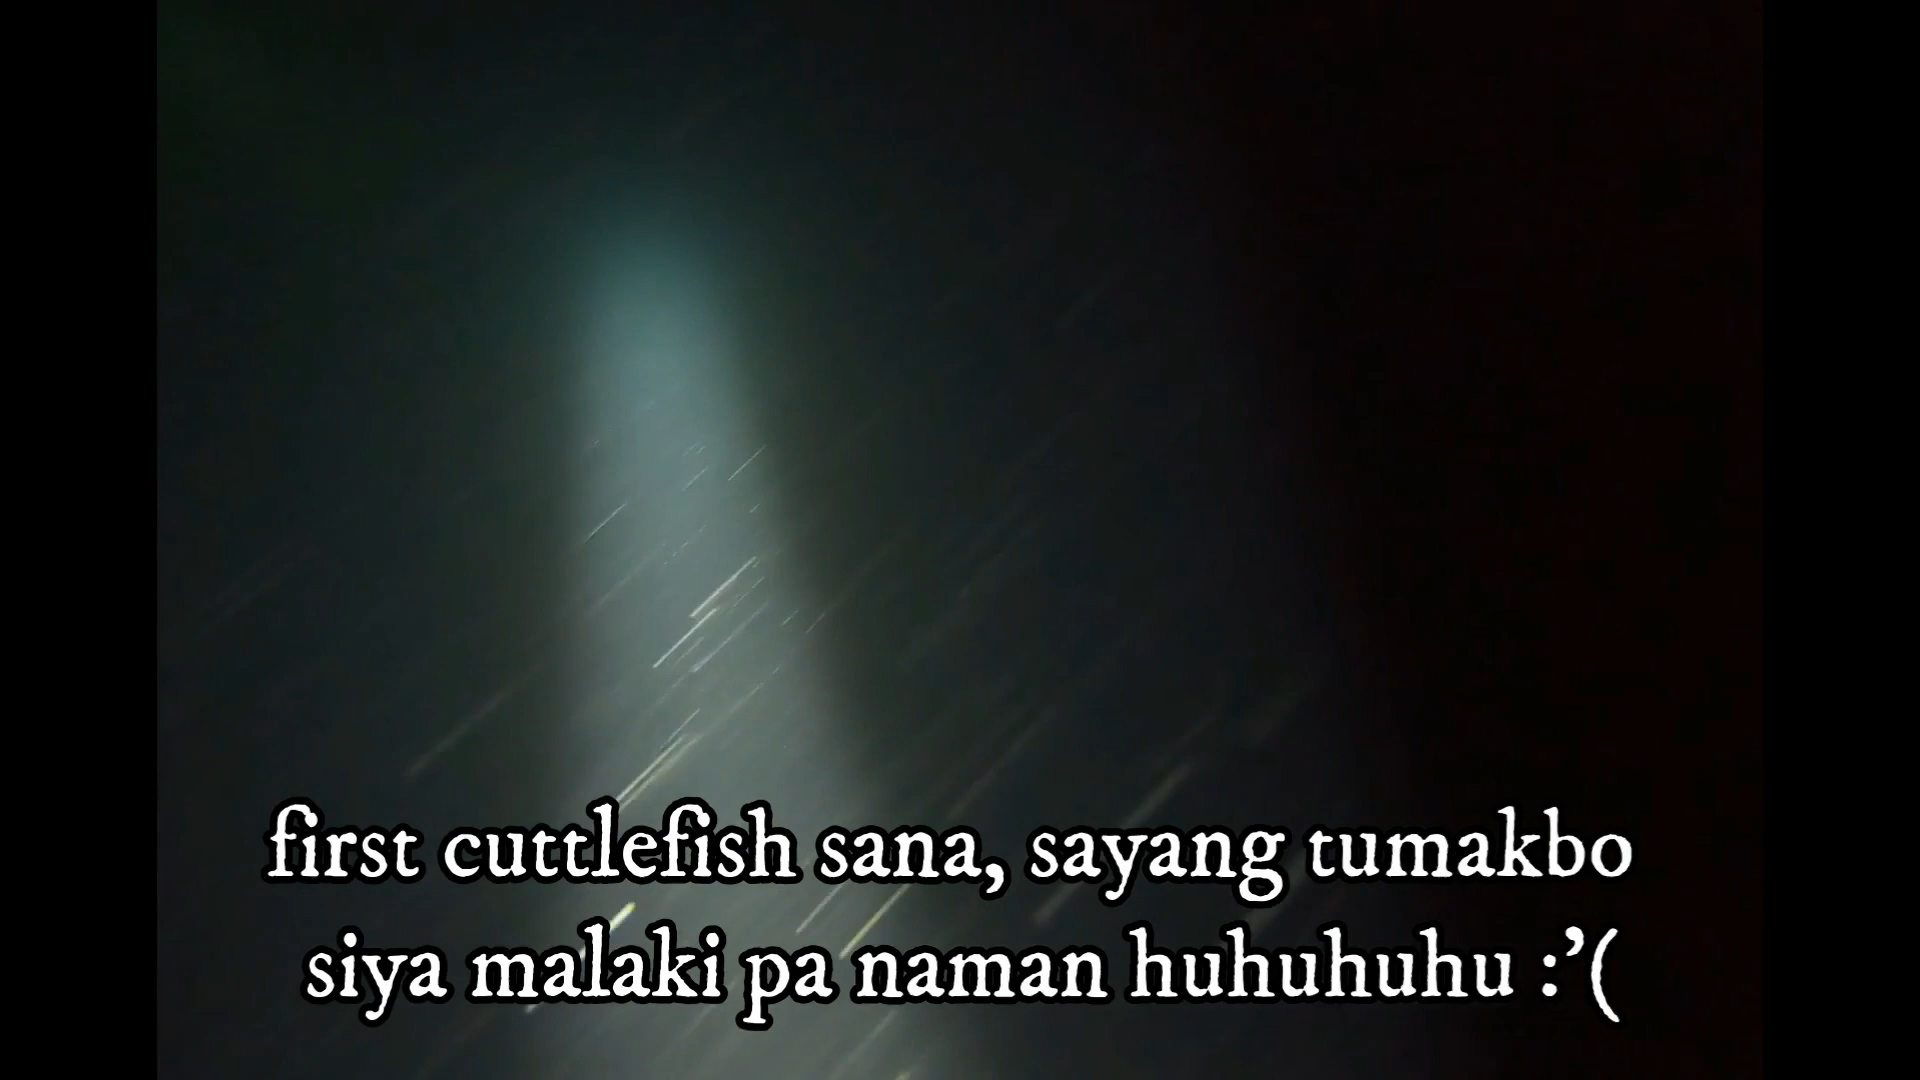 first cuttlefish sana, sayang tumakbo
siya malaki pa naman huhuhuhu :’(